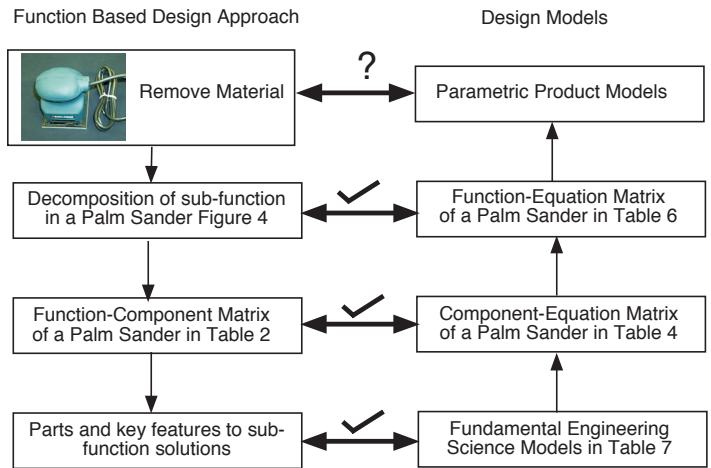 Function Based Design Approach
Design Models
Remove Material
?
Parametric Product Models
Decomposition of sub-function
in a Palm Sander Figure 4
Function-Equation Matrix
of a Palm Sander in Table 6
Function-Component Matrix
of a Palm Sander in Table 2
Component-Equation Matrix
of a Palm Sander in Table 4
Parts and key features to sub-
function solutions
Fundamental Engineering
Science Models in Table 7